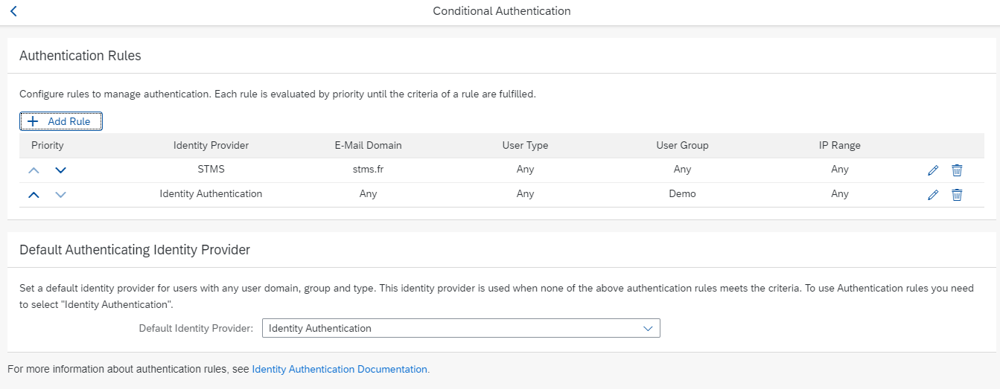 Conditional Authentication
Authentication Rules
Configure rules to manage authentication. Each rule is evaluated by priority until the criteria of a rule are fulfilled.
Add Rule
Priority Identity Provider E-Mail Domain User Type User Group IP Range
STMS stms.fr Any Any Any
Identity Authentication Any Any Demo Any
Default Authenticating Identity Provider
Set a default identity provider for users with any user domain, group and type. This identity provider is used when none of the above authentication rules meets the criteria. To use Authentication rules you need
to select "Identity Authentication".
Default Identity Provider: Identity Authentication
For more information about authentication rules, see Identity Authentication Documentation.